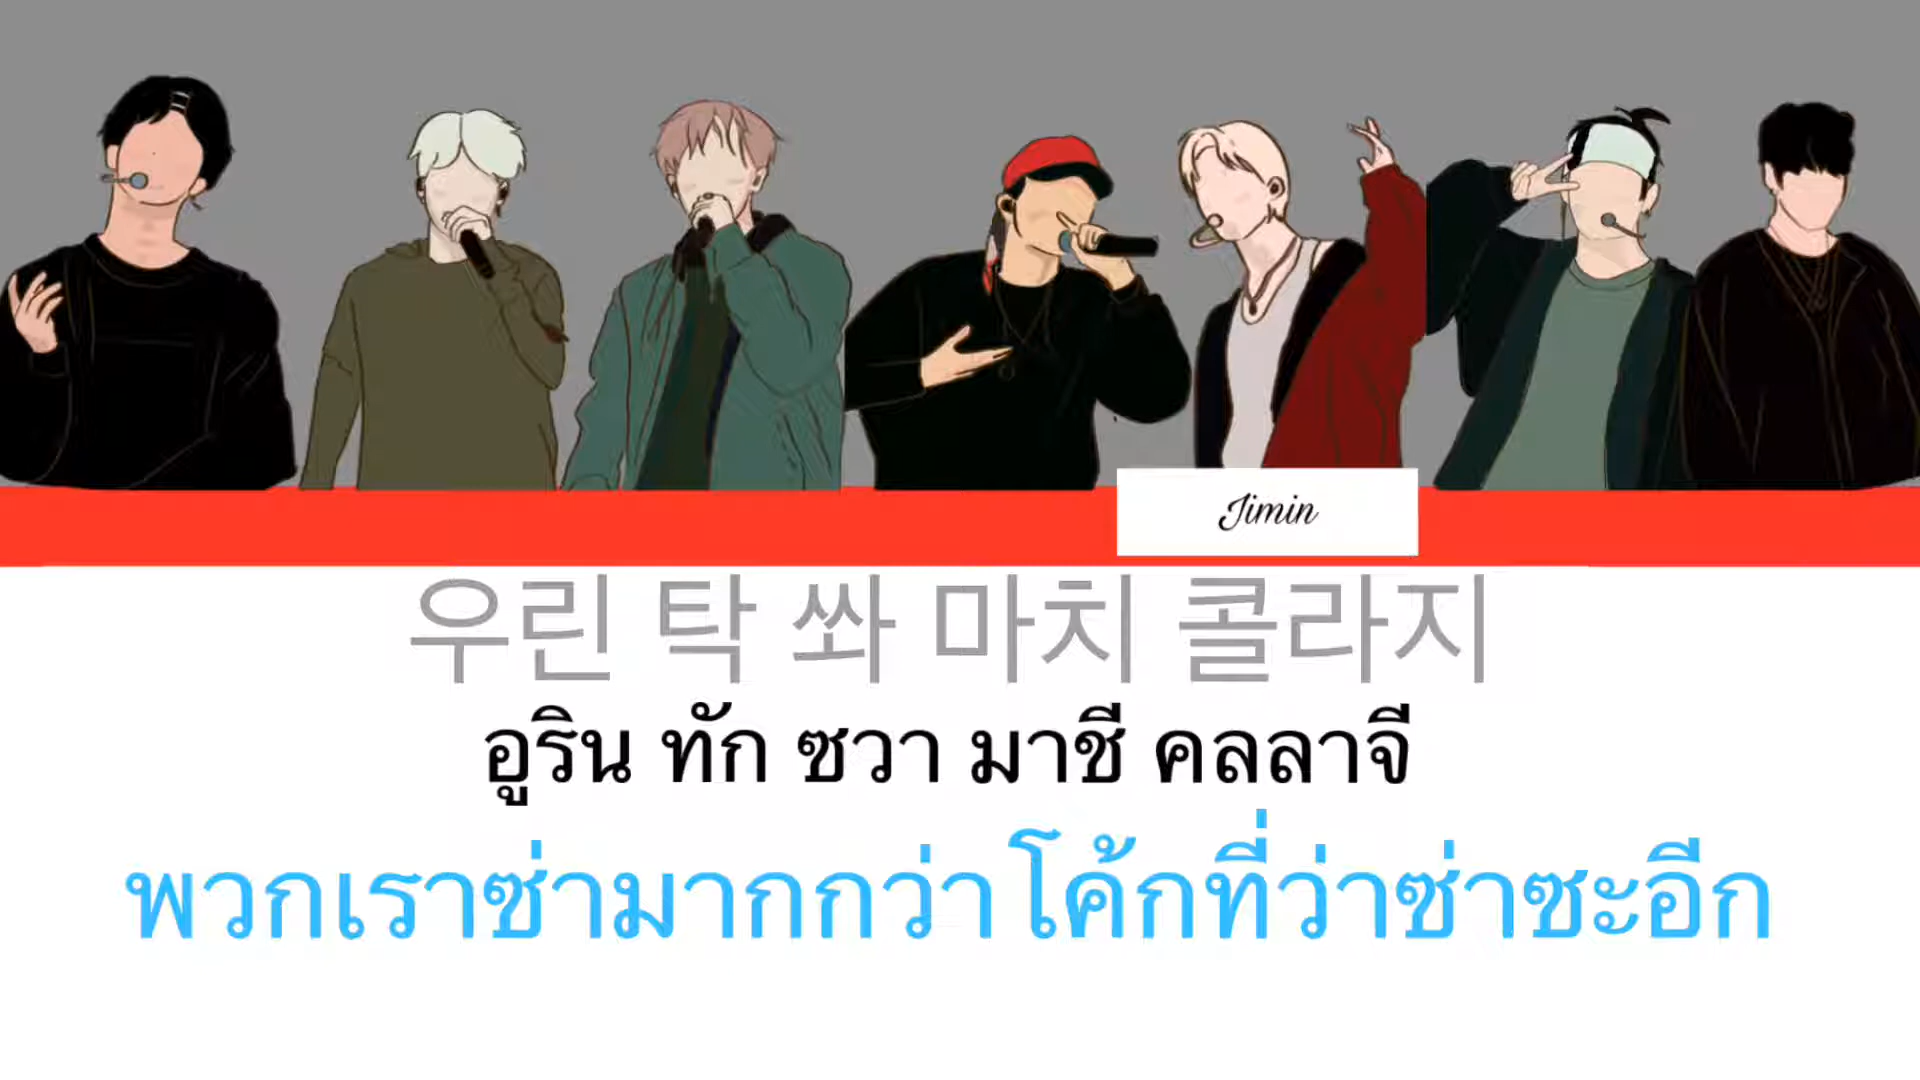 Jimin
우린 탁 쏴 마치 콜라지
อูริน ทัก ซวา มาชี คลลาจี
พวกเราซ่ามากกว่าโค้กที่ว่าซ่าซะอีก